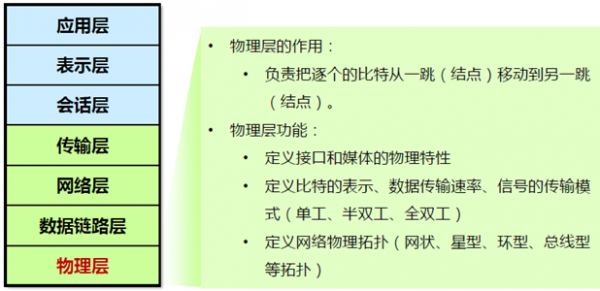 应用层
表示层
会话层
传输层
网络层
数据链路层
物理层
• 物理层的作用：
• 负责把逐个的比特从一跳（结点）移动到另一跳
（结点）。
• 物理层功能：
• 定义接口和媒体的物理特性
• 定义比特的表示、数据传输速率、信号的传输模
式（单工、半双工、全双工）
• 定义网络物理拓扑（网状、星型、环型、总线型
等拓扑）